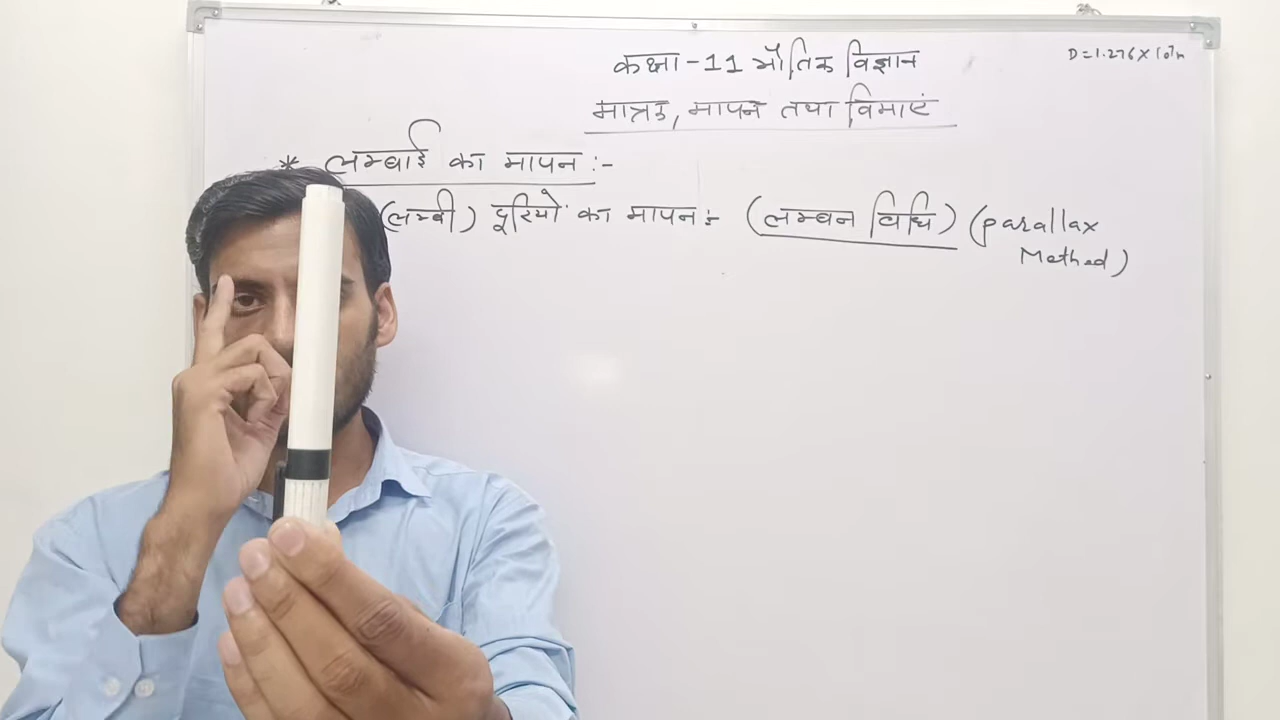 कक्षा-11 भौतिक विज्ञान
D=1.276×10⁷m
मात्रक, मापन तथा विमाएं
* लम्बाई का मापन :-
(लम्बी) दूरियों का मापन :- (लम्बन विधि) (parallax
Method)